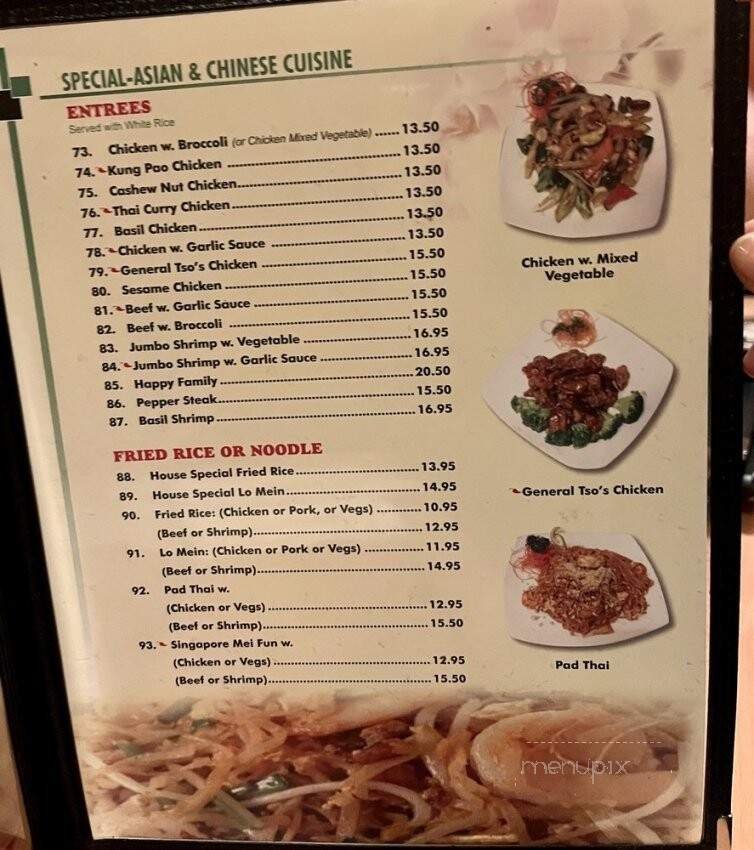 SPECIAL-ASIAN & CHINESE CUISINE
ENTREES
Served with White Rice
73. Chicken w. Broccoli (or Chicken Mixed Vegetable) ...... 13.50
74. Kung Pao Chicken ........ 13.50
75. Cashew Nut Chicken........ 13.50
76. Thai Curry Chicken........ 13.50
77. Basil Chicken........ 13.50
78. Chicken w. Garlic Sauce ........ 13.50
79. General Tso's Chicken ........ 15.50
80. Sesame Chicken ........ 15.50
81. Beef w. Garlic Sauce ........ 15.50
82. Beef w. Broccoli ........ 15.50
83. Jumbo Shrimp w. Vegetable ........ 16.95
84. Jumbo Shrimp w. Garlic Sauce ........ 16.95
85. Happy Family ........ 20.50
86. Pepper Steak........ 15.50
87. Basil Shrimp ........ 16.95
FRIED RICE OR NOODLE
88. House Special Fried Rice........ 13.95
89. House Special Lo Mein........ 14.95
90. Fried Rice: (Chicken or Pork, or Vegs) ........ 10.95
(Beef or Shrimp)........ 12.95
91. Lo Mein: (Chicken or Pork or Vegs) ........ 11.95
(Beef or Shrimp)........ 14.95
92. Pad Thai w.
(Chicken or Vegs) ........ 12.95
(Beef or Shrimp)........ 15.50
93. Singapore Mei Fun w.
(Chicken or Vegs) ........ 12.95
(Beef or Shrimp)........ 15.50
Chicken w. Mixed
Vegetable
General Tso's Chicken
Pad Thai
menupix